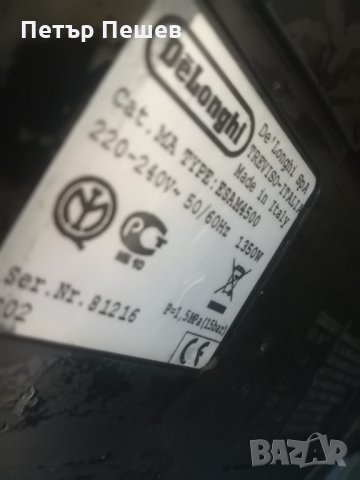 Петър Пешев
DeLonghi
De'Longhi SpA
TREVISO-ITALIA
Made in Italy
Cat. MA TYPE: ESAM4500
220-240V~ 50/60Hz 1350W
Ser.Nr. 81216
P=1,5MPa(15bar)
CE
BAZAR